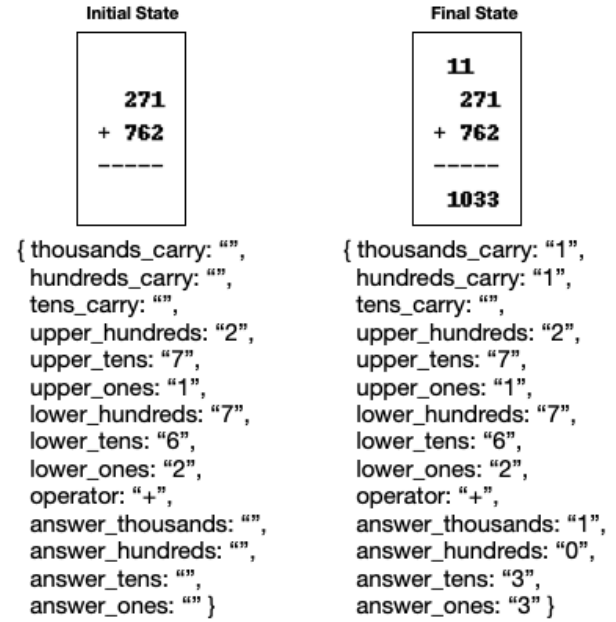 Initial State
271
+ 762
-----
{ thousands_carry: “”,
hundreds_carry: “”,
tens_carry: “”,
upper_hundreds: “2”,
upper_tens: “7”,
upper_ones: “1”,
lower_hundreds: “7”,
lower_tens: “6”,
lower_ones: “2”,
operator: “+”,
answer_thousands: “”,
answer_hundreds: “”,
answer_tens: “”,
answer_ones: “” }
Final State
11
271
+ 762
-----
1033
{ thousands_carry: “1”,
hundreds_carry: “1”,
tens_carry: “”,
upper_hundreds: “2”,
upper_tens: “7”,
upper_ones: “1”,
lower_hundreds: “7”,
lower_tens: “6”,
lower_ones: “2”,
operator: “+”,
answer_thousands: “1”,
answer_hundreds: “0”,
answer_tens: “3”,
answer_ones: “3” }